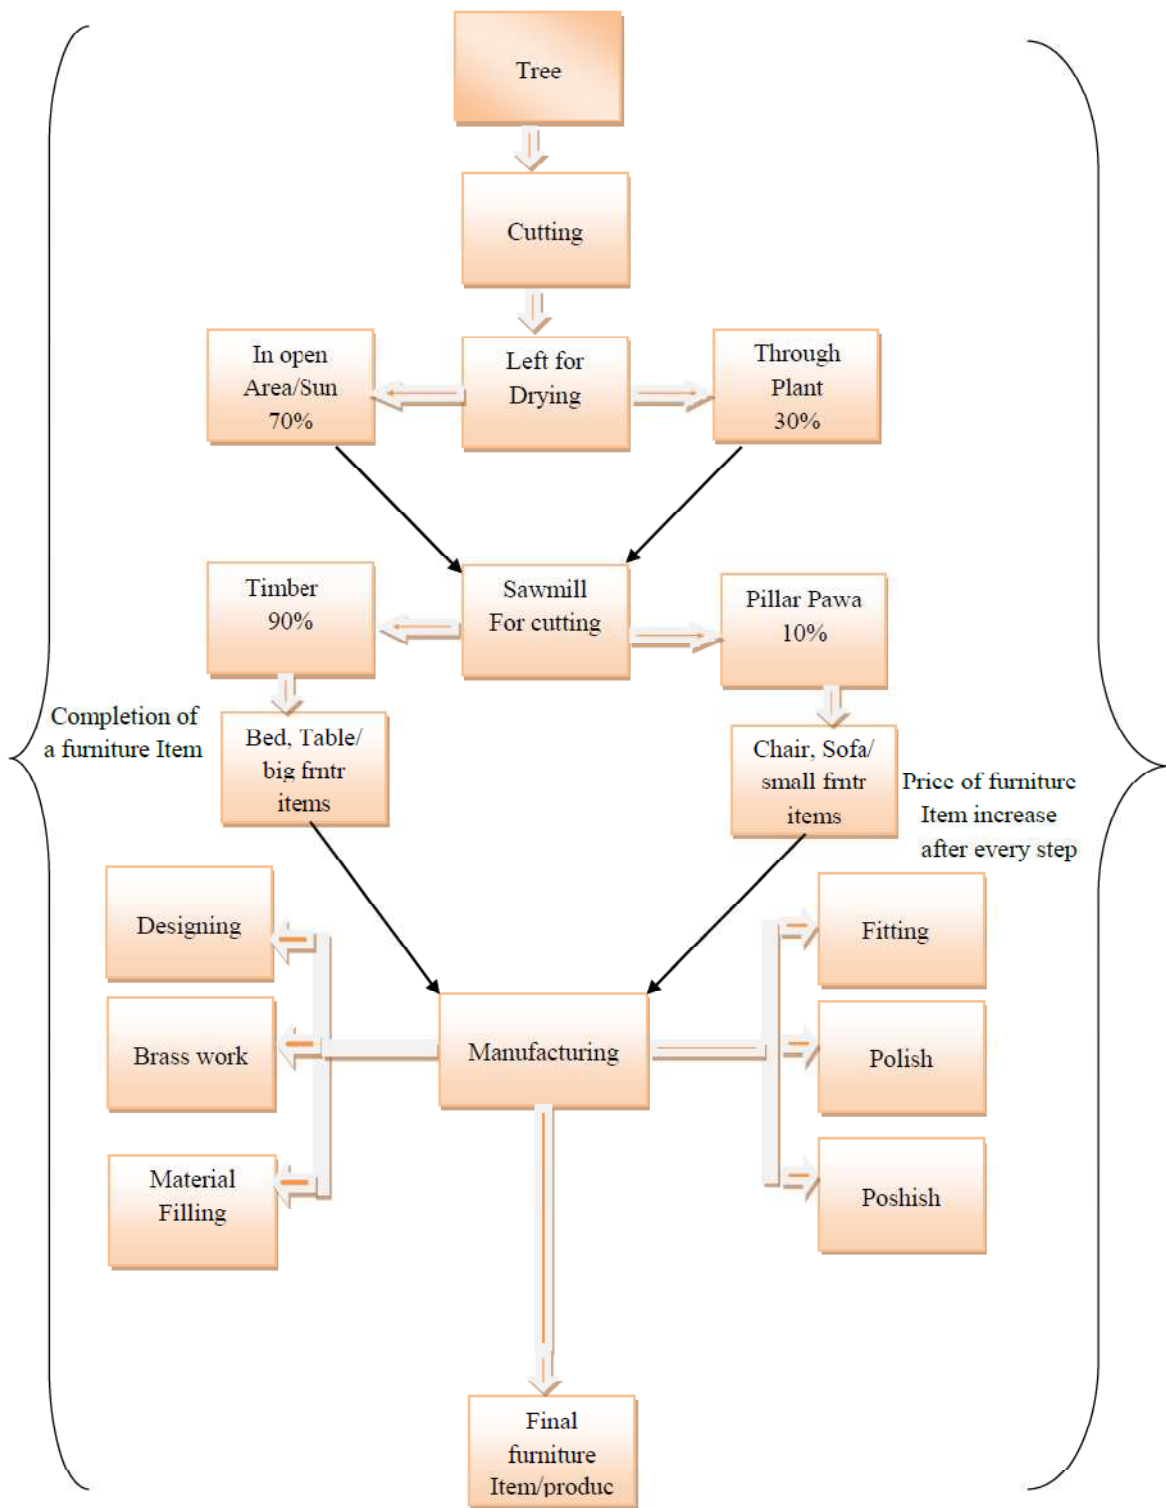 Tree
Cutting
In open
Area/Sun
70%
Left for
Drying
Through
Plant
30%
Timber
90%
Sawmill
For cutting
Pillar Pawa
10%
Completion of
a furniture Item
Bed, Table/
big frntr
items
Chair, Sofa/
small frntr
items
Price of furniture
Item increase
after every step
Designing
Fitting
Brass work
Manufacturing
Polish
Material
Filling
Poshish
Final
furniture
Item/produc